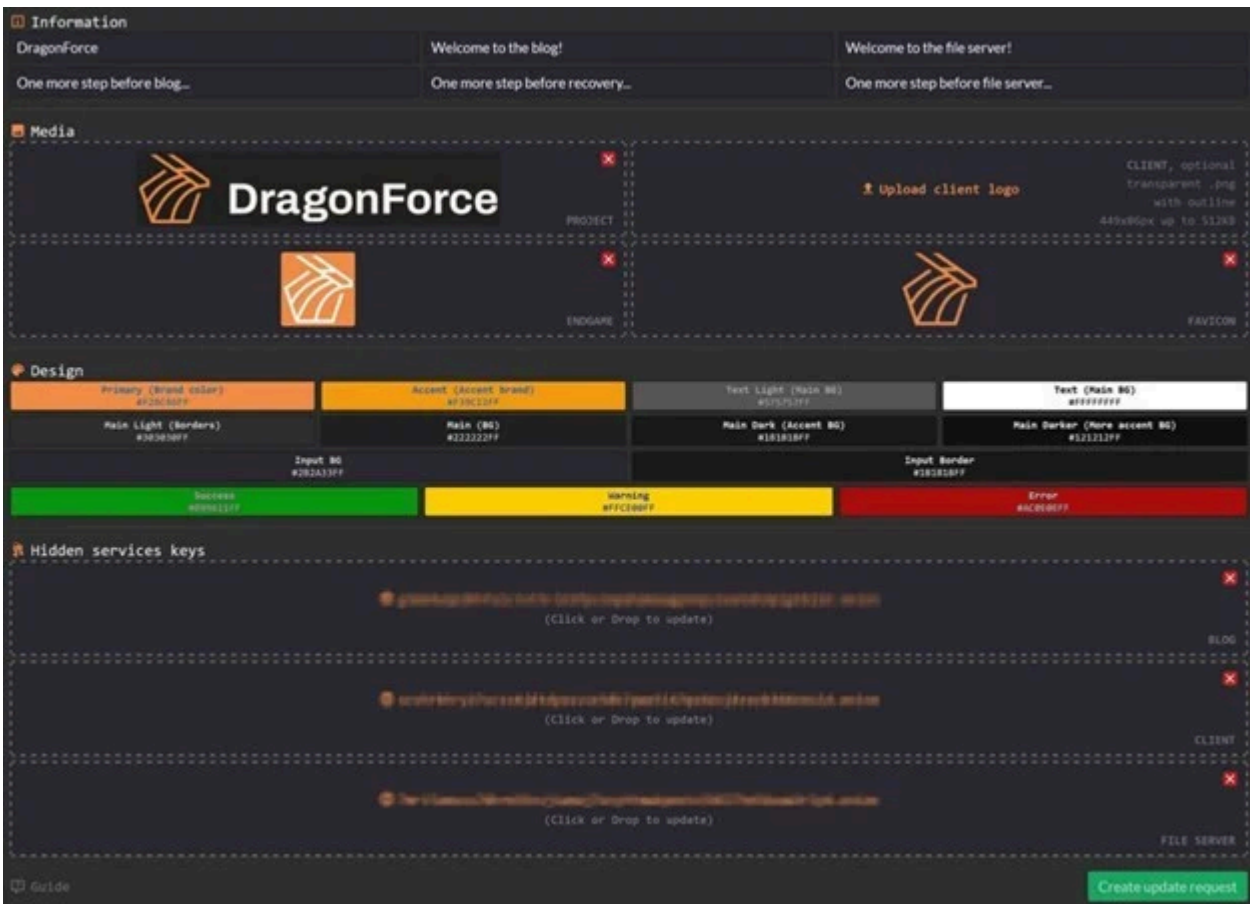 Information
DragonForce
Welcome to the blog!
Welcome to the file server!
One more step before blog...
One more step before recovery...
One more step before file server...
Media
DragonForce
PROJECT
Upload client logo
CLIENT, optional
transparent .png
with outline
449x86px up to 512KB
ENDGAME
FAVICON
Design
Primary (Brand color)
Accent (Accent brand)
#F39C12FF
Text Light (Main BG)
#575757FF
Text (Main BG)
#FFFFFFFF
Main Light (Borders)
#303030FF
Main (BG)
#222222FF
Main Dark (Accent BG)
#181818FF
Main Darker (More accent BG)
#121212FF
Input BG
#2B2A33FF
Input Border
#181818FF
Success
Warning
#FFCE00FF
Error
Hidden services keys
(Click or Drop to update)
BLOG
(Click or Drop to update)
CLIENT
(Click or Drop to update)
FILE SERVER
Guide
Create update request